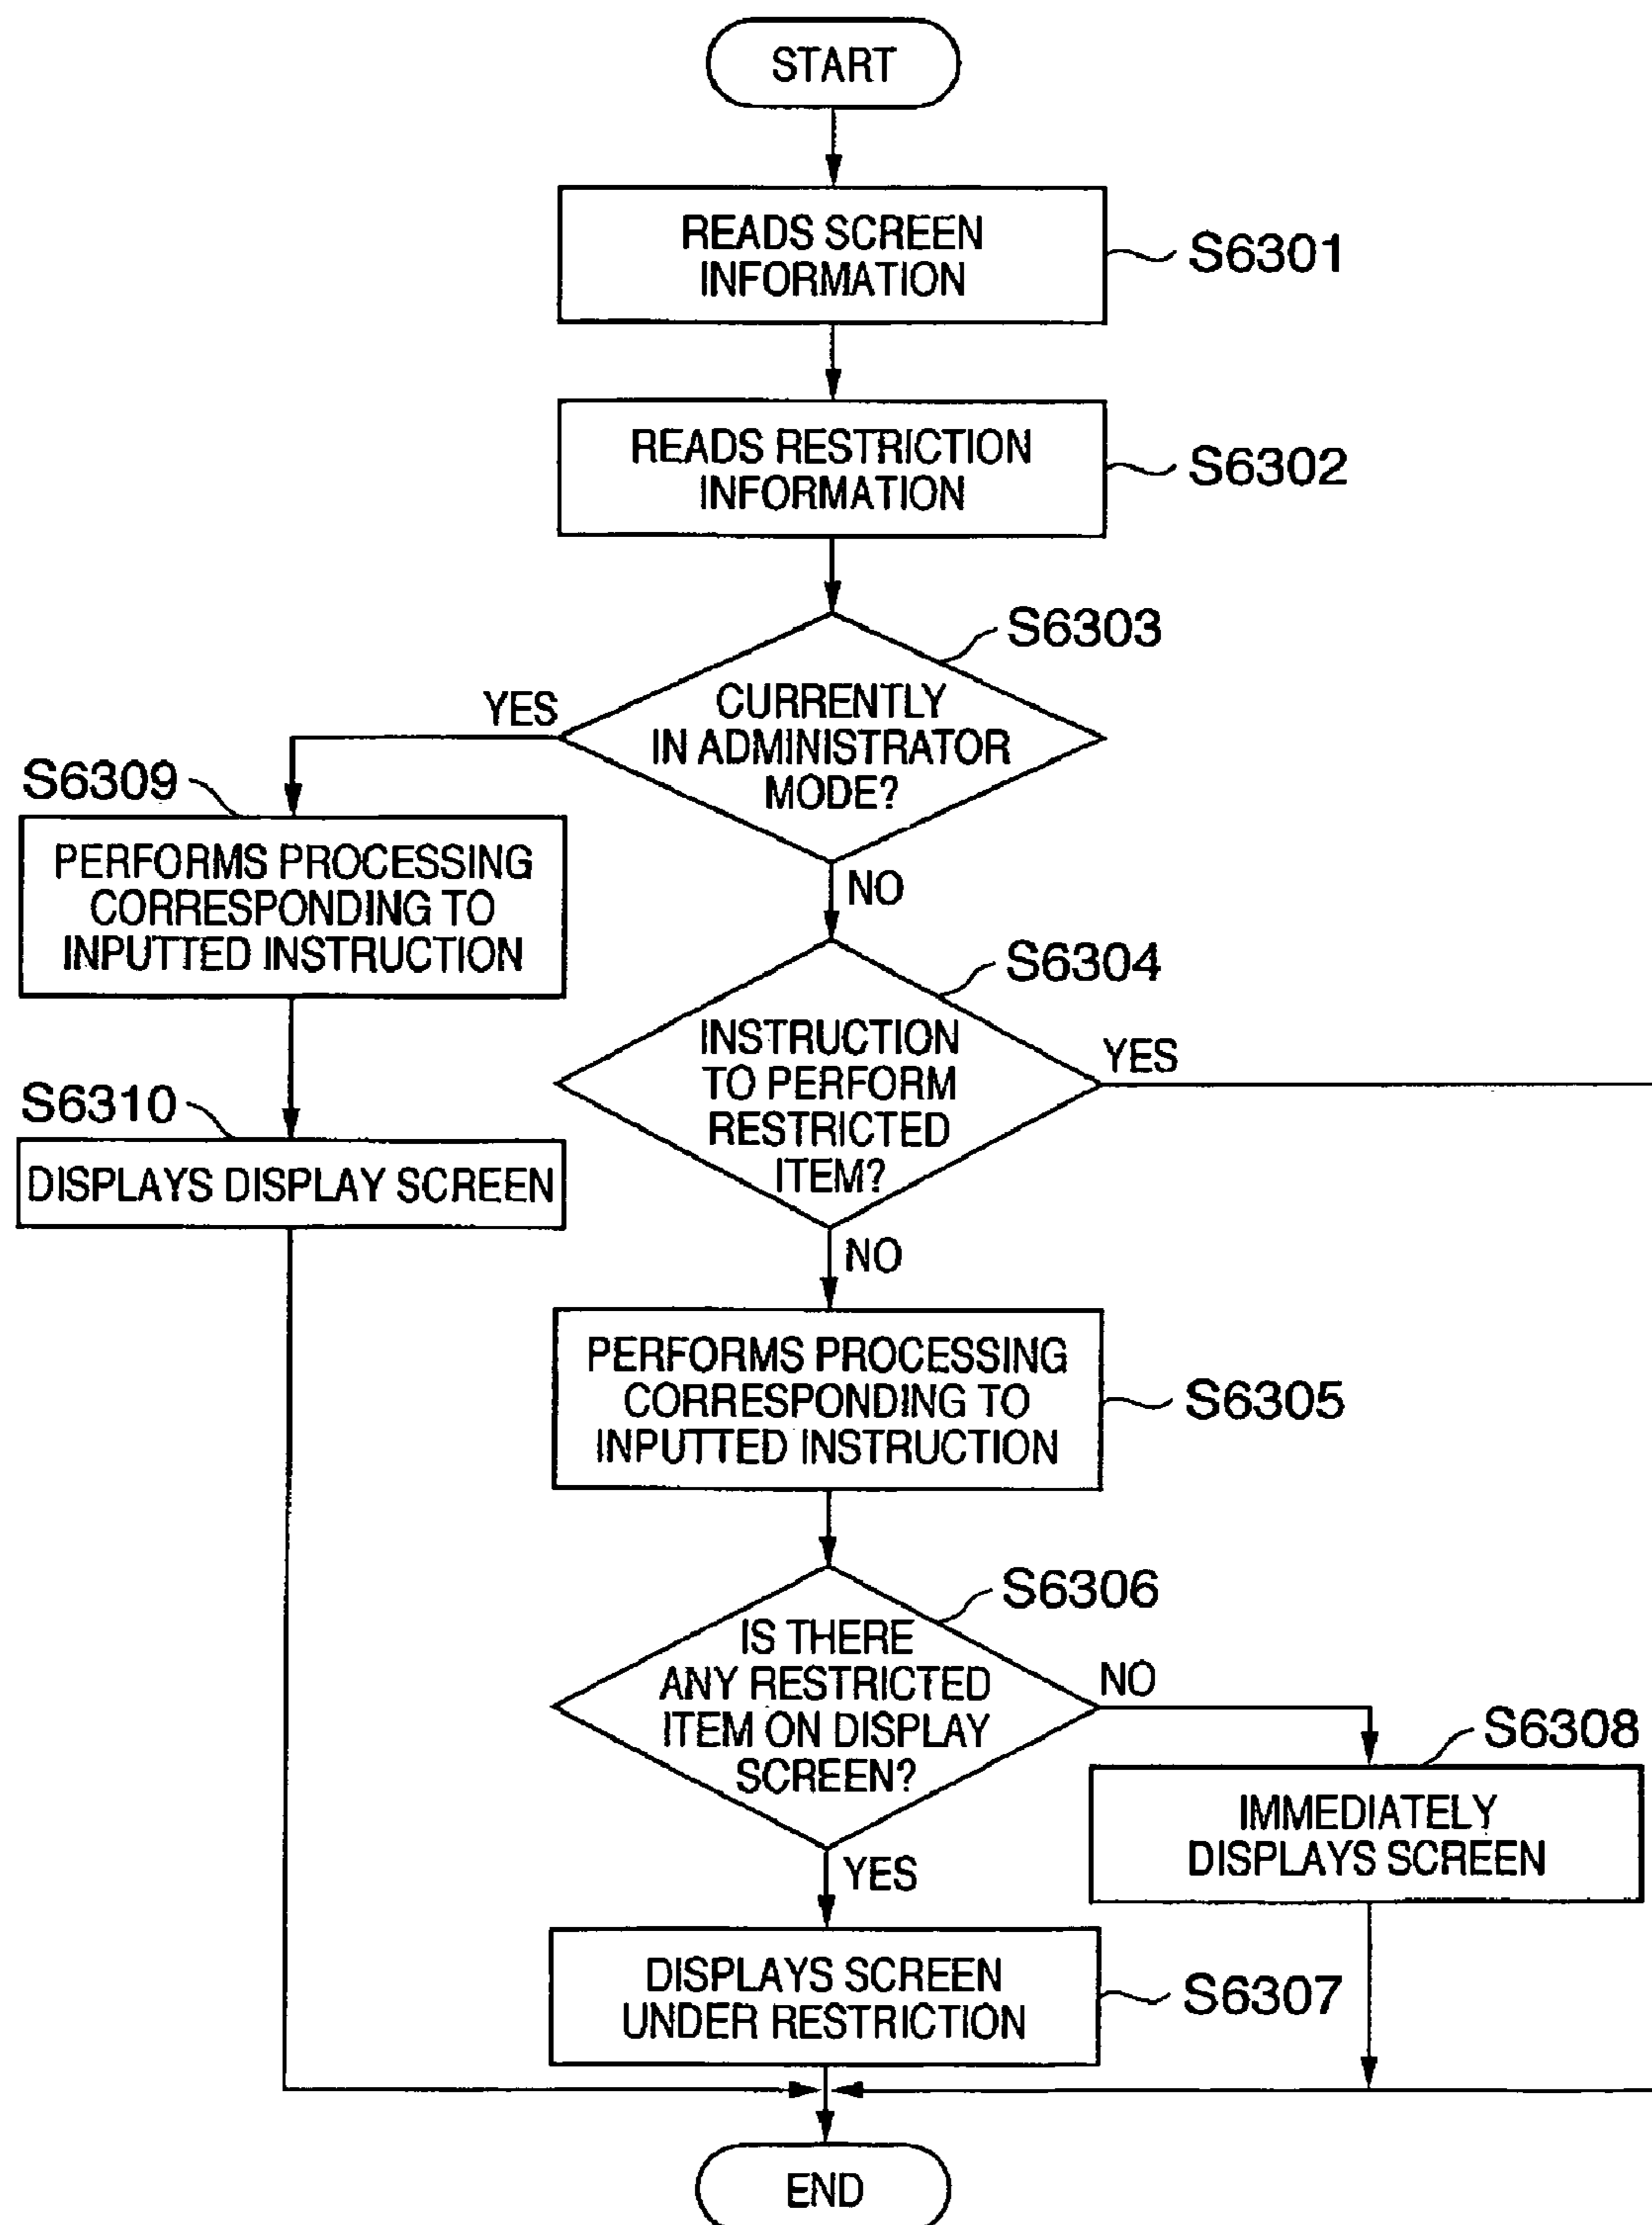 START
READS SCREEN
INFORMATION
S6301
READS RESTRICTION
INFORMATION
S6302
S6303
CURRENTLY
IN ADMINISTRATOR
MODE?
YES
NO
S6309
PERFORMS PROCESSING
CORRESPONDING TO
INPUTTED INSTRUCTION
S6310
DISPLAYS DISPLAY SCREEN
S6304
INSTRUCTION
TO PERFORM
RESTRICTED
ITEM?
YES
NO
PERFORMS PROCESSING
CORRESPONDING TO
INPUTTED INSTRUCTION
S6305
S6306
IS THERE
ANY RESTRICTED
ITEM ON DISPLAY
SCREEN?
NO
YES
S6308
IMMEDIATELY
DISPLAYS SCREEN
DISPLAYS SCREEN
UNDER RESTRICTION
S6307
END